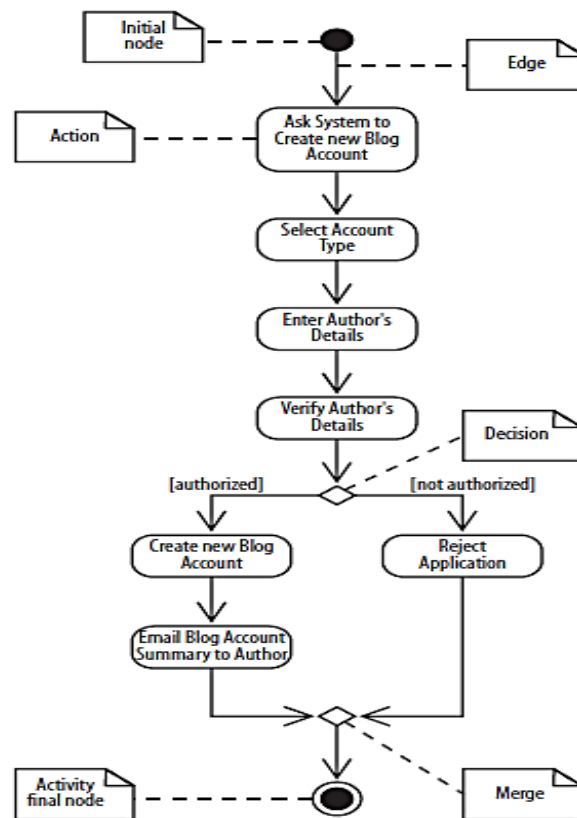 Initial
node
Edge
Ask System to
Create new Blog
Account
Action
Select Account
Type
Enter Author's
Details
Verify Author's
Details
Decision
[authorized]
[not authorized]
Create new Blog
Account
Reject
Application
Email Blog Account
Summary to Author
Activity
final node
Merge